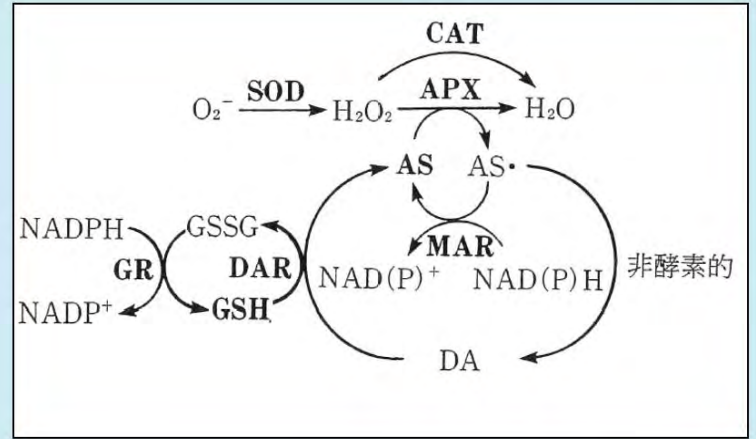 CAT
O₂⁻ SOD H₂O₂ APX H₂O
AS AS·
NADPH GSSG
GR DAR MAR 非酵素的
NAD(P)⁺ NAD(P)H
NADP⁺ GSH
DA